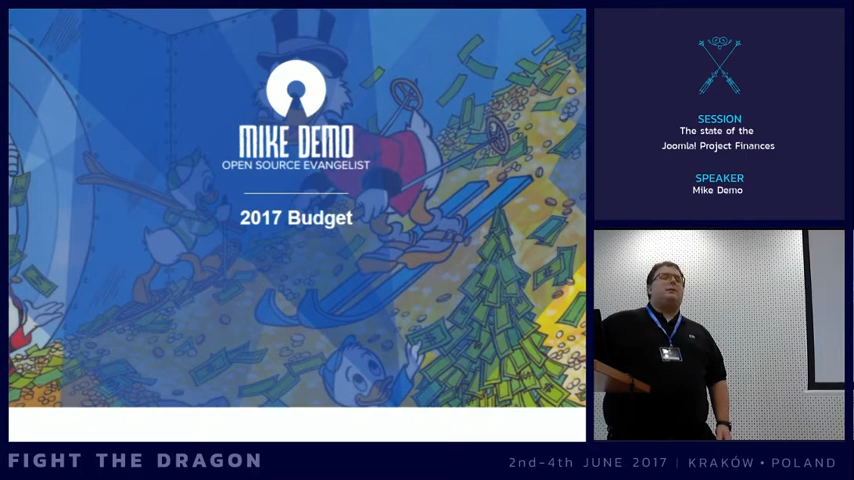 MIKE DEMO
OPEN SOURCE EVANGELIST
2017 Budget
SESSION
The state of the
Joomla! Project Finances
SPEAKER
Mike Demo
FIGHT THE DRAGON
2nd-4th JUNE 2017 | KRAKÓW • POLAND